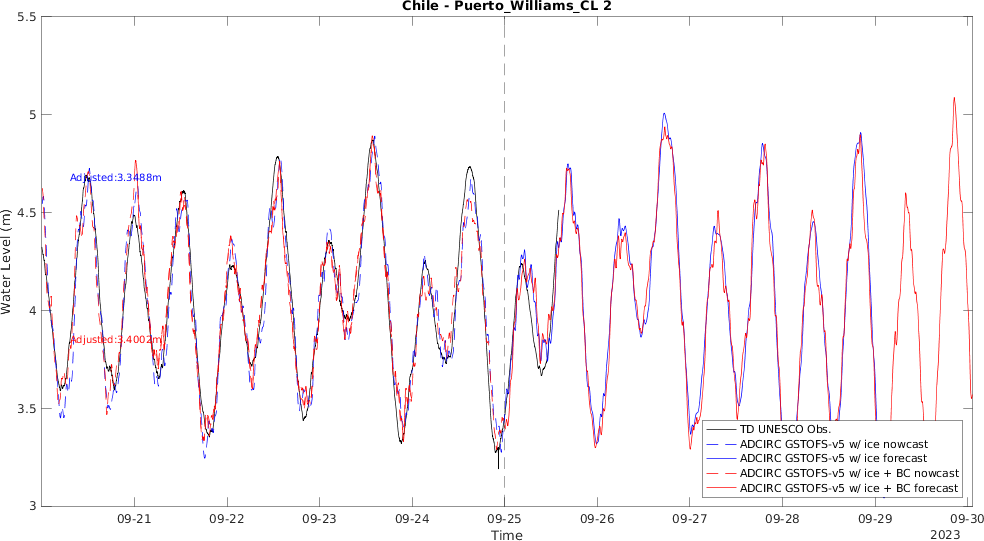 Chile - Puerto_Williams_CL 2
5.5
5
4.5
4
3.5
3
Water Level (m)
Adjusted:3.3488m
Adjusted:3.4002m
TD UNESCO Obs.
ADCIRC GSTOFS-v5 w/ ice nowcast
ADCIRC GSTOFS-v5 w/ ice forecast
ADCIRC GSTOFS-v5 w/ ice + BC nowcast
ADCIRC GSTOFS-v5 w/ ice + BC forecast
09-21 09-22 09-23 09-24 09-25 09-26 09-27 09-28 09-29 09-30
Time
2023